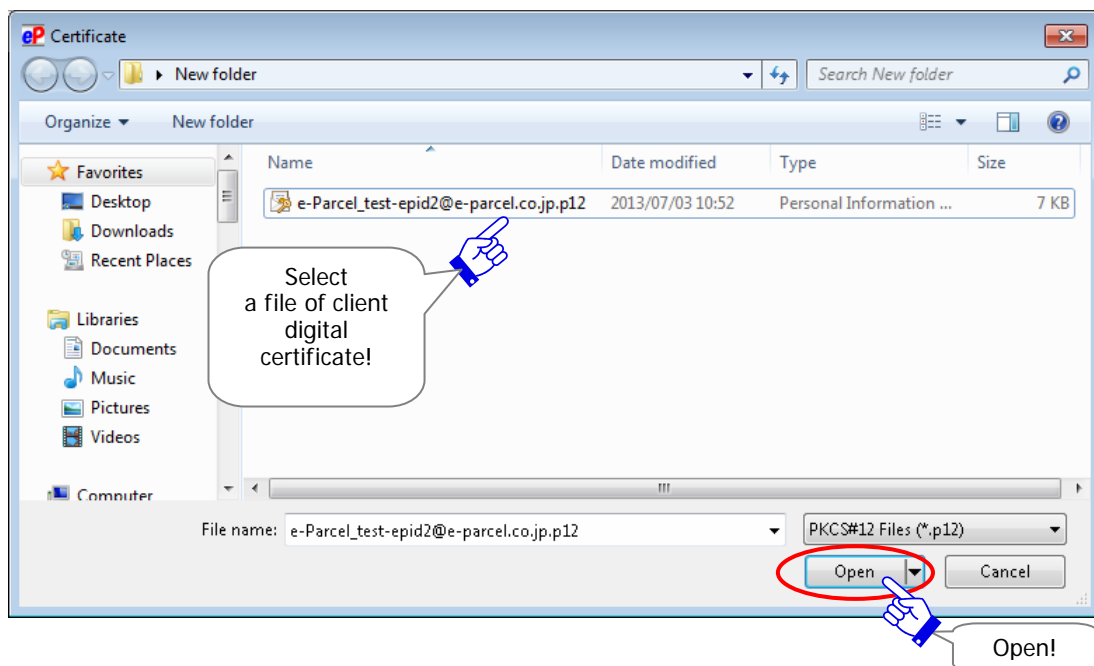 eP Certificate
New folder
Search New folder
Organize New folder
Favorites
Desktop
Downloads
Recent Places
Libraries
Documents
Music
Pictures
Videos
Computer
Name Date modified Type Size
e-Parcel_test-epid2@e-parcel.co.jp.p12 2013/07/03 10:52 Personal Information ... 7 KB
Select
a file of client
digital
certificate!
File name: e-Parcel_test-epid2@e-parcel.co.jp.p12 PKCS#12 Files (*.p12)
Open Cancel
Open!